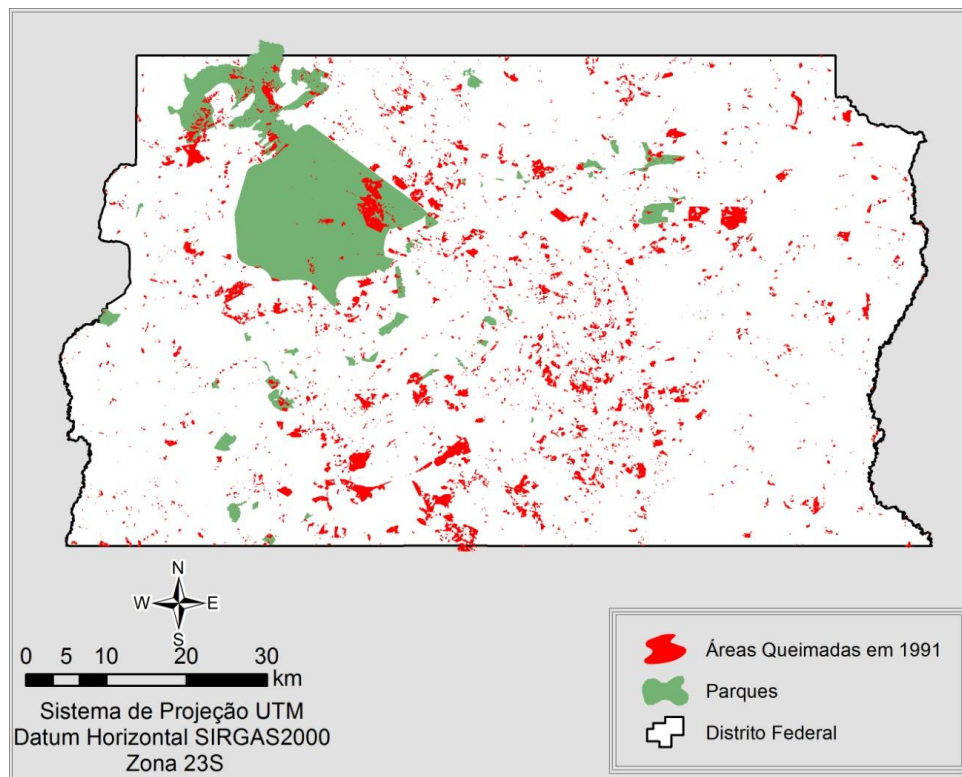 N
W E
S
0 5 10 20 30
km
Sistema de Projeção UTM
Datum Horizontal SIRGAS2000
Zona 23S
Áreas Queimadas em 1991
Parques
Distrito Federal